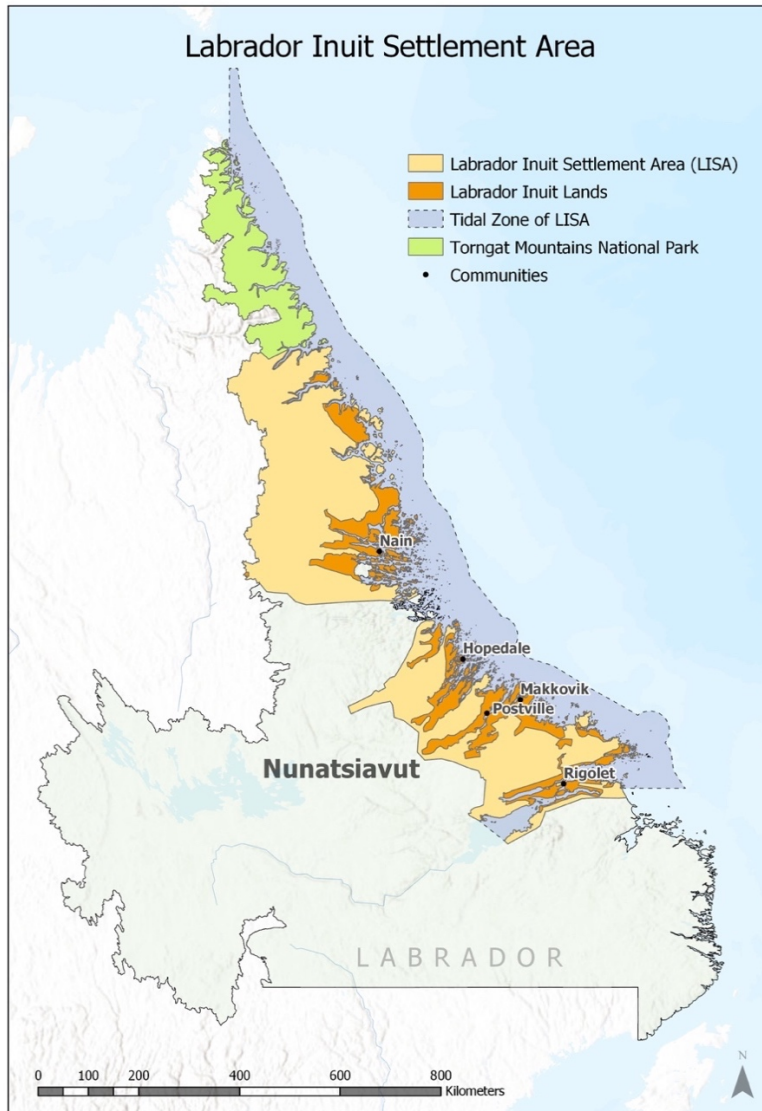 Labrador Inuit Settlement Area
Labrador Inuit Settlement Area (LISA)
Labrador Inuit Lands
Tidal Zone of LISA
Torngat Mountains National Park
Communities
Nain
Hopedale
Makkovik
Postville
Nunatsiavut
Rigolet
LABRADOR
N
0 100 200 400 600 800
Kilometers